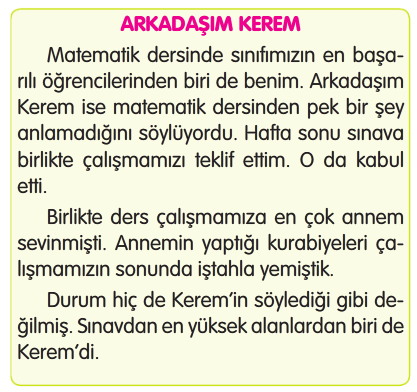 ARKADAŞIM KEREM
Matematik dersinde sınıfımızın en başa-
rılı öğrencilerinden biri de benim. Arkadaşım
Kerem ise matematik dersinden pek bir şey
anlamadığını söylüyordu. Hafta sonu sınava
birlikte çalışmamızı teklif ettim. O da kabul
etti.
Birlikte ders çalışmamıza en çok annem
sevinmişti. Annemin yaptığı kurabiyeleri ça-
lışmamızın sonunda iştahla yemiştik.
Durum hiç de Kerem’in söylediği gibi de-
ğilmiş. Sınavdan en yüksek alanlardan biri de
Kerem’di.